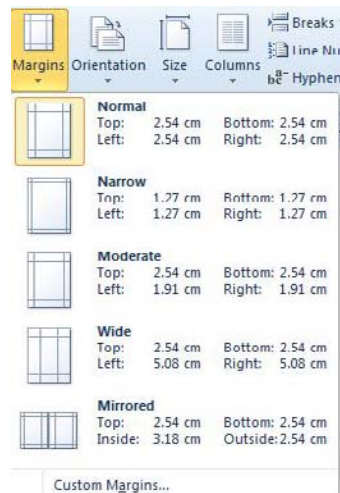 Breaks
Line Nu
Margins Orientation Size Columns
bc Hyphen
Normal
Top: 2.54 cm Bottom: 2.54 cm
Left: 2.54 cm Right: 2.54 cm
Narrow
Top: 1.27 cm Bottom: 1.27 cm
Left: 1.27 cm Right: 1.27 cm
Moderate
Top: 2.54 cm Bottom: 2.54 cm
Left: 1.91 cm Right: 1.91 cm
Wide
Top: 2.54 cm Bottom: 2.54 cm
Left: 5.08 cm Right: 5.08 cm
Mirrored
Top: 2.54 cm Bottom: 2.54 cm
Inside: 3.18 cm Outside: 2.54 cm
Custom Margins...